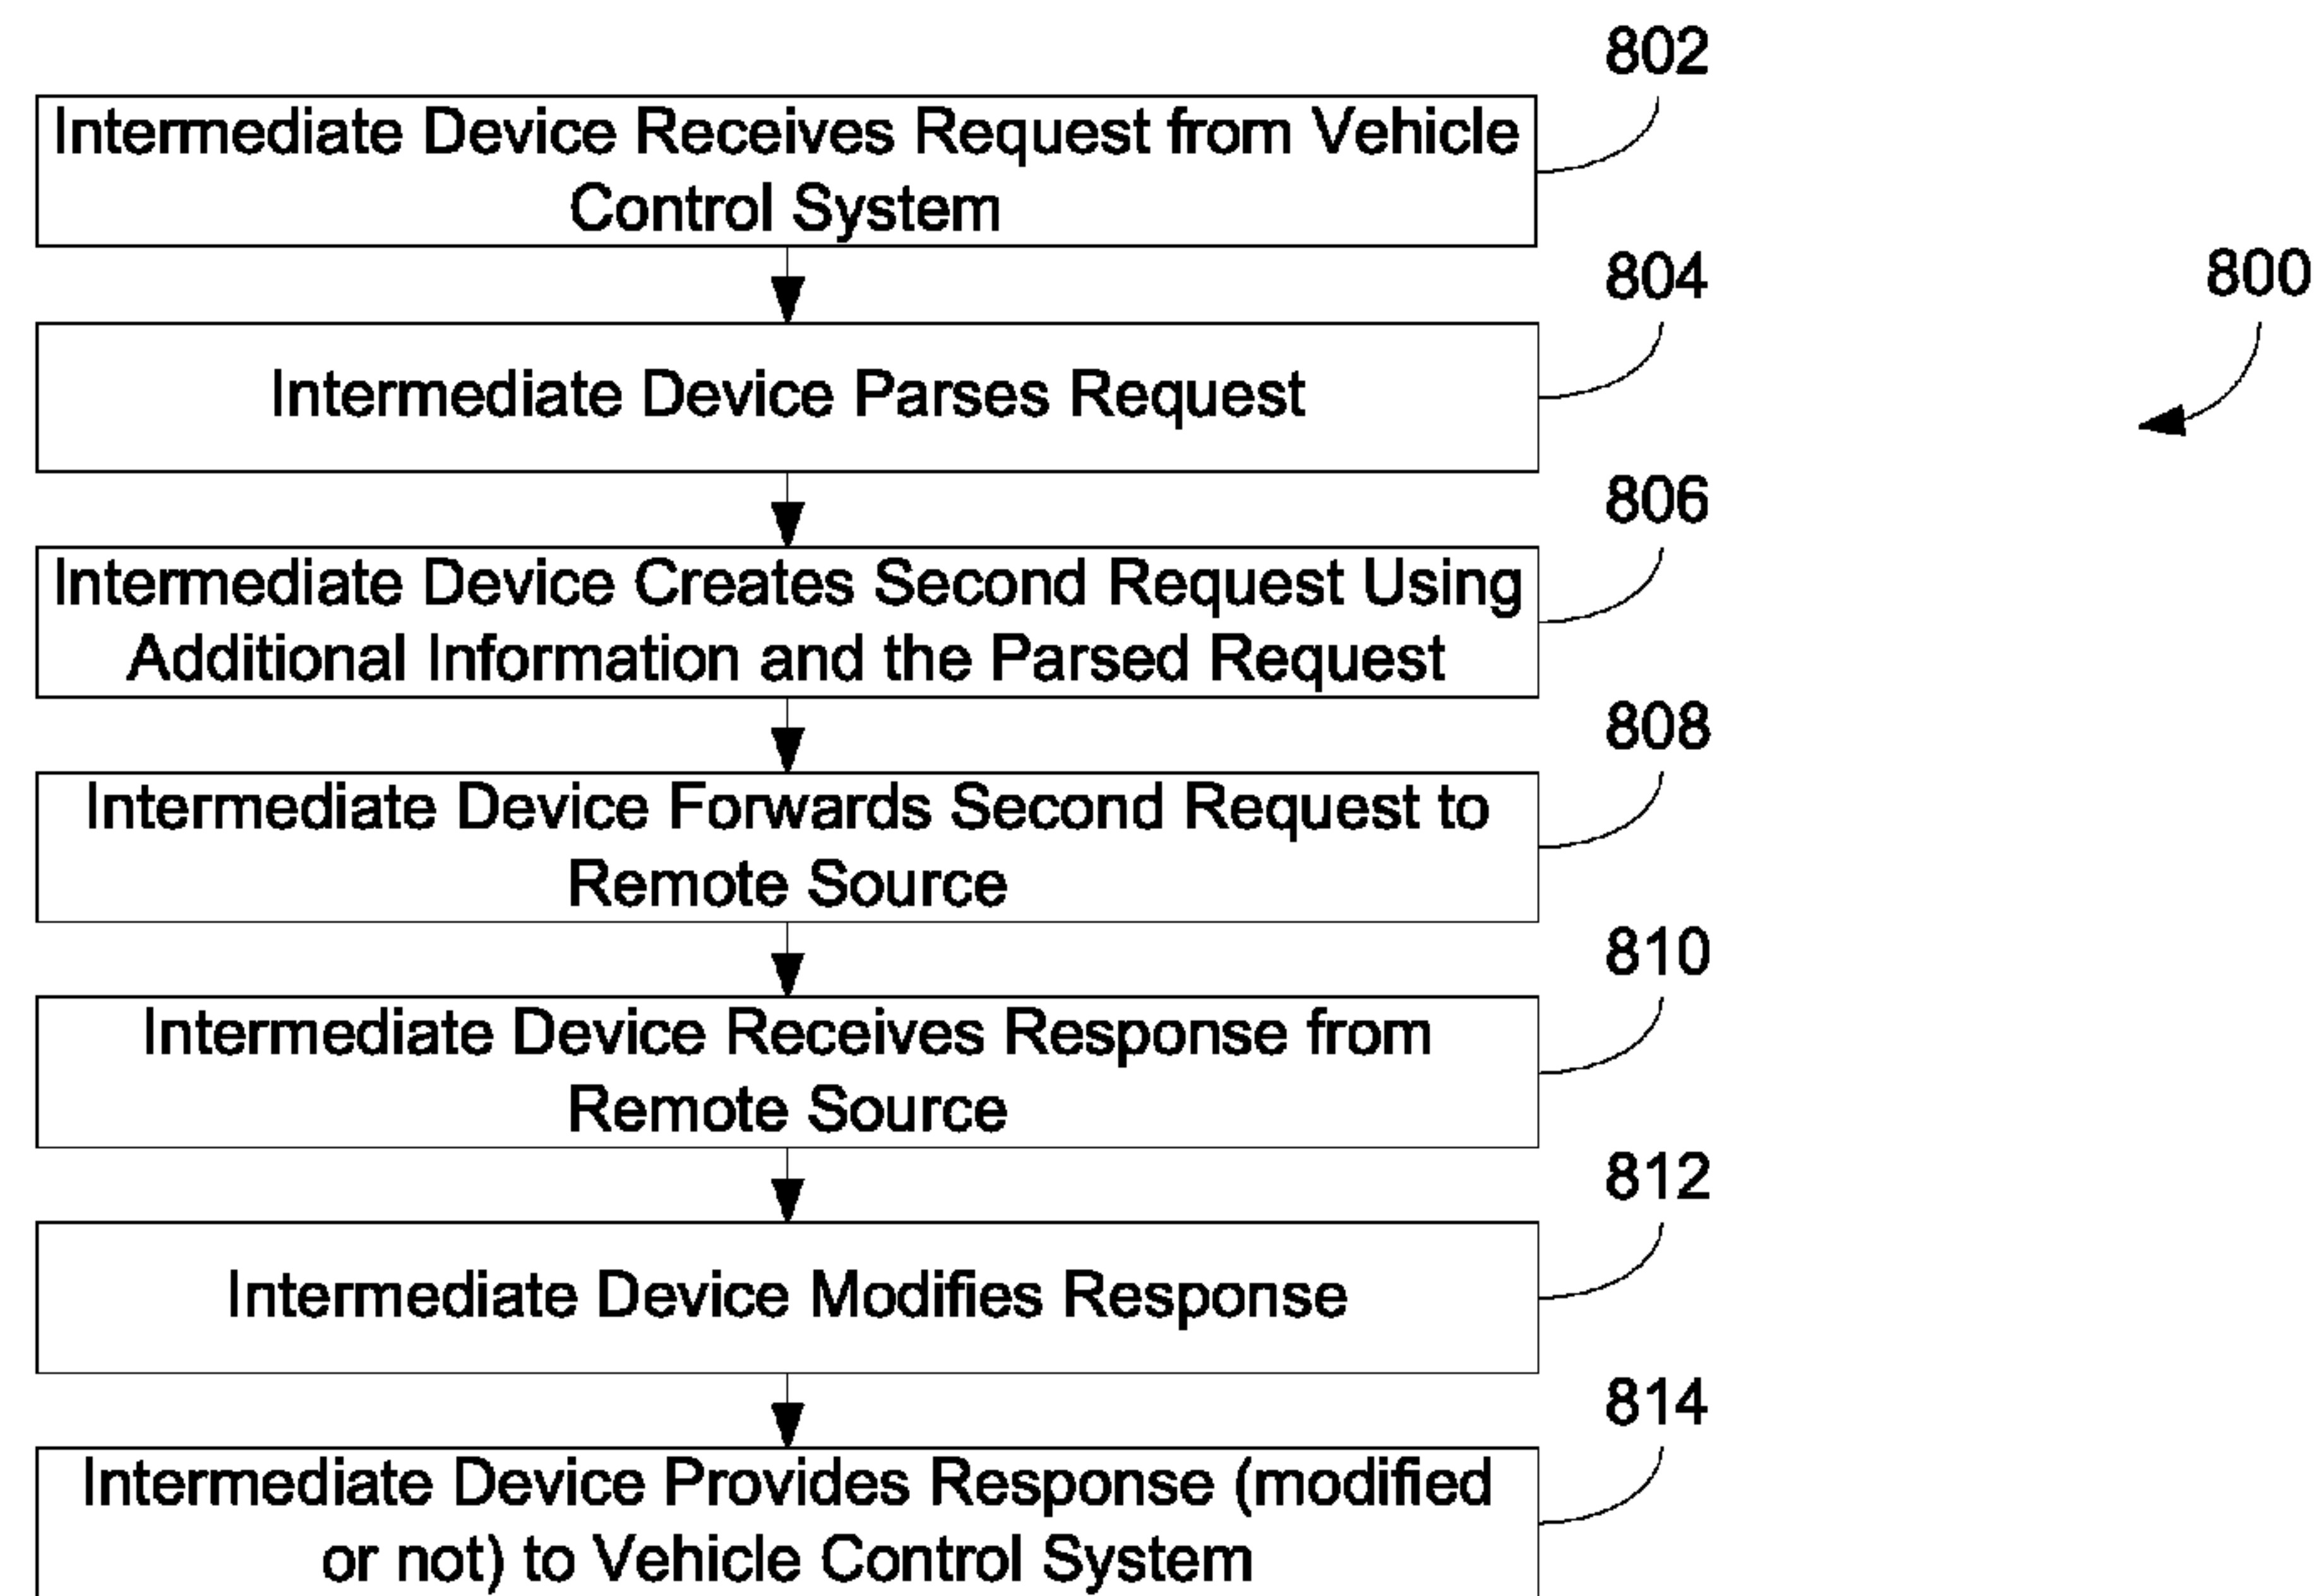 802
Intermediate Device Receives Request from Vehicle
Control System
804
800
Intermediate Device Parses Request
806
Intermediate Device Creates Second Request Using
Additional Information and the Parsed Request
808
Intermediate Device Forwards Second Request to
Remote Source
810
Intermediate Device Receives Response from
Remote Source
812
Intermediate Device Modifies Response
814
Intermediate Device Provides Response (modified
or not) to Vehicle Control System